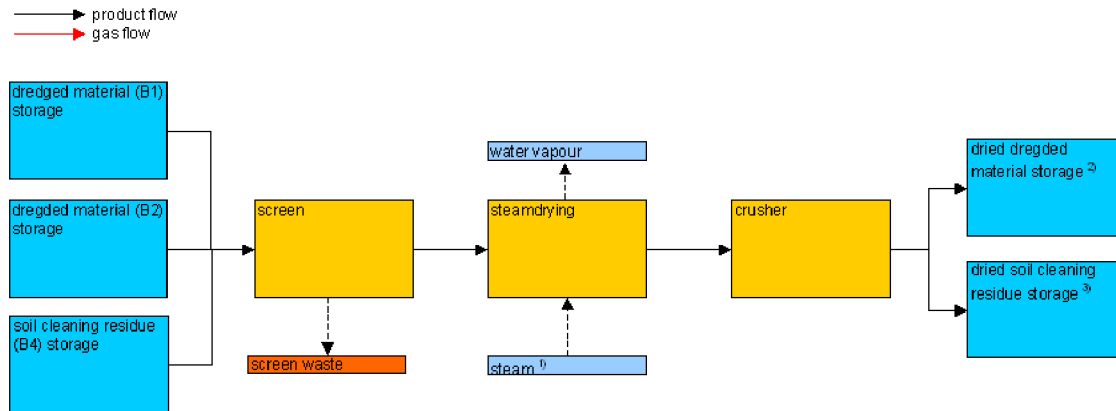 product flow
gas flow
dredged material (B1)
storage
dregded material (B2)
storage
soil cleaning residue
(B4) storage
screen
screen waste
water vapour
steamdrying
steam 1)
crusher
dried dregded
material storage 2)
dried soil cleaning
residue storage 3)